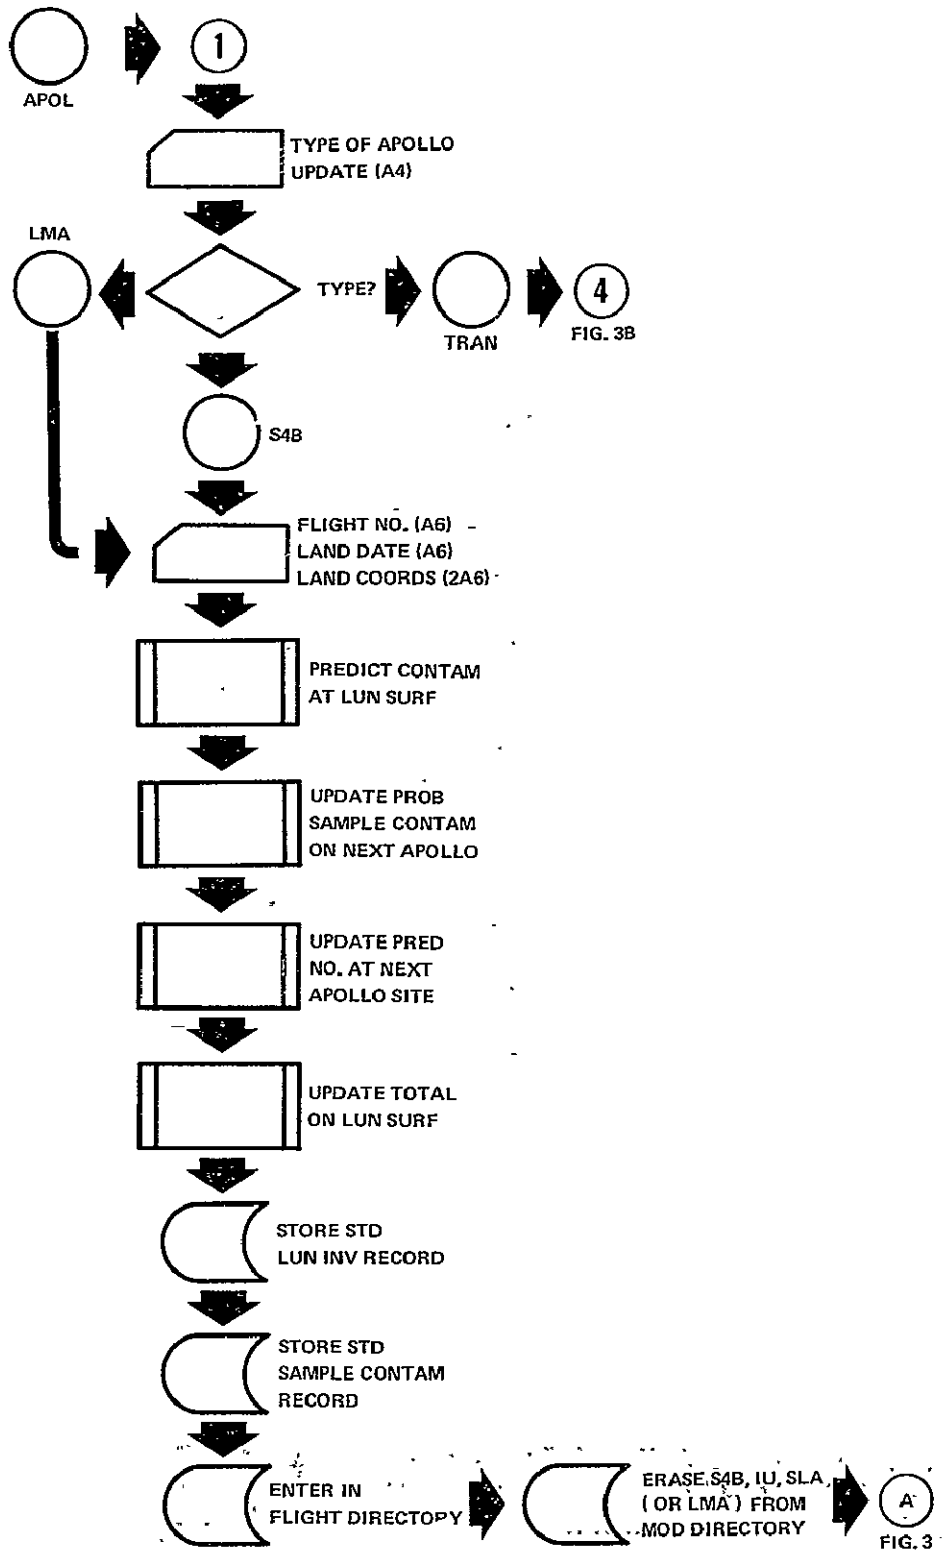 1
APOL
TYPE OF APOLLO
UPDATE (A4)
LMA
TYPE?
TRAN
4
FIG. 3B
S4B
FLIGHT NO. (A6)
LAND DATE (A6)
LAND COORDS (2A6)
PREDICT CONTAM
AT LUN SURF
UPDATE PROB
SAMPLE CONTAM
ON NEXT APOLLO
UPDATE PRED
NO. AT NEXT
APOLLO SITE
UPDATE TOTAL
ON LUN SURF
STORE STD
LUN INV RECORD
STORE STD
SAMPLE CONTAM
RECORD
ENTER IN
FLIGHT DIRECTOPY
ERASE S4B, IU, SLA,
( OR LMA ) FROM
MOD DIRECTORY
A
FIG. 3